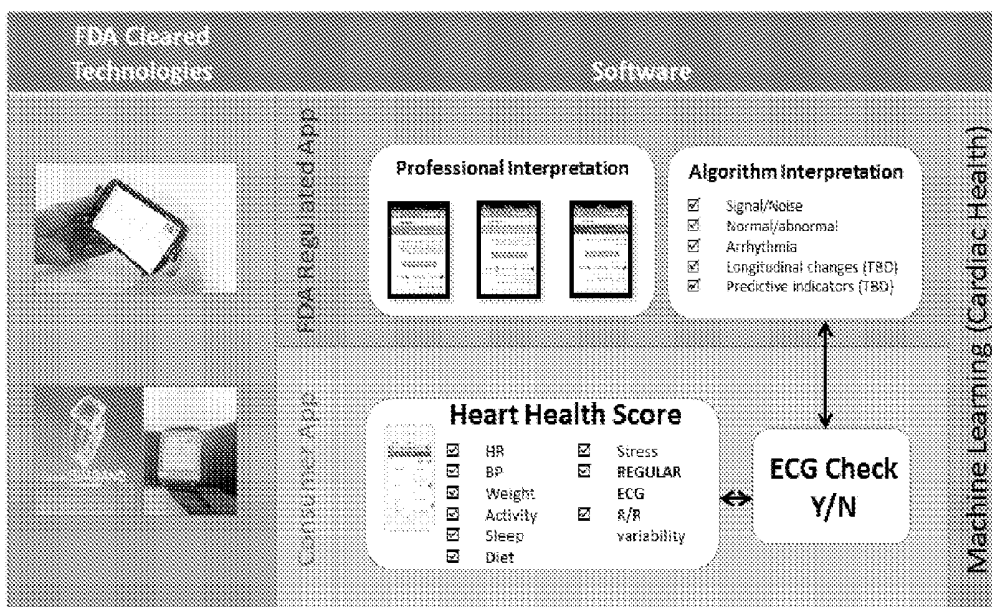 FDA Cleared
Technologies
Software
FDA Regulated App
Professional Interpretation
Algorithm Interpretation
☑ Signal/Noise
☑ Normal/abnormal
☑ Arrhythmia
☑ Longitudinal changes (TBD)
☑ Predictive indicators (TBD)
Consumer App
Heart Health Score
☑ HR
☑ BP
☑ Weight
☑ Activity
☑ Sleep
☑ Diet
☑ Stress
☑ REGULAR
ECG
☑ R/R
variability
ECG Check
Y/N
Machine Learning (Cardiac Health)